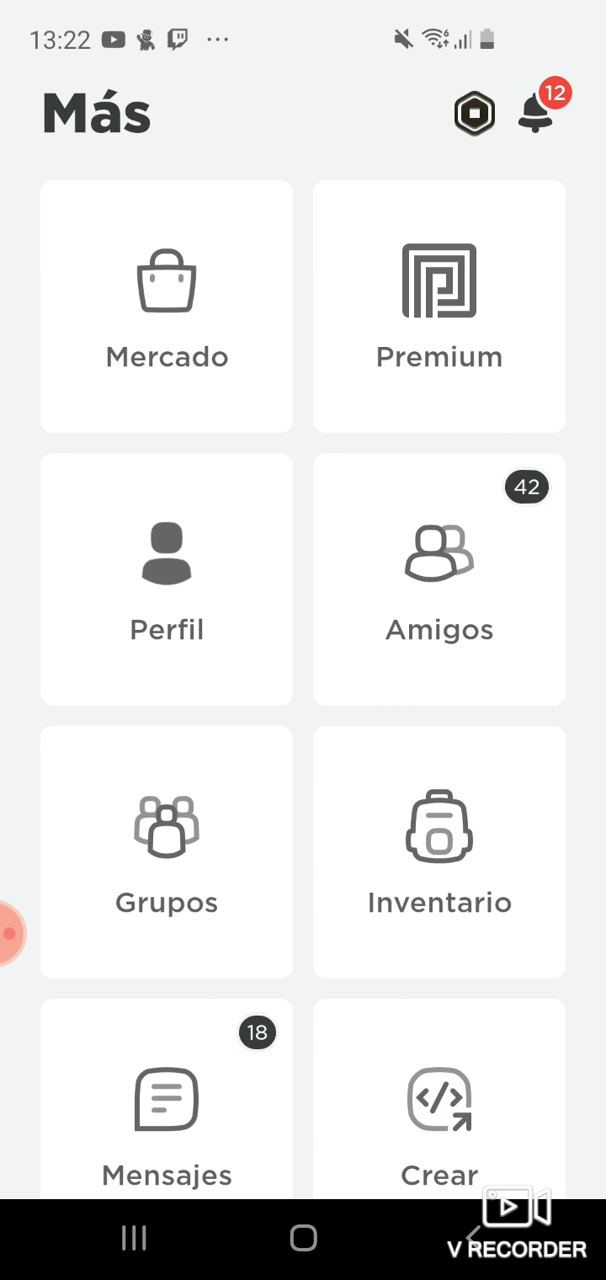 13:22
Más
12
Mercado
Premium
42
Perfil
Amigos
Grupos
Inventario
18
Mensajes
Crear
V RECORDER